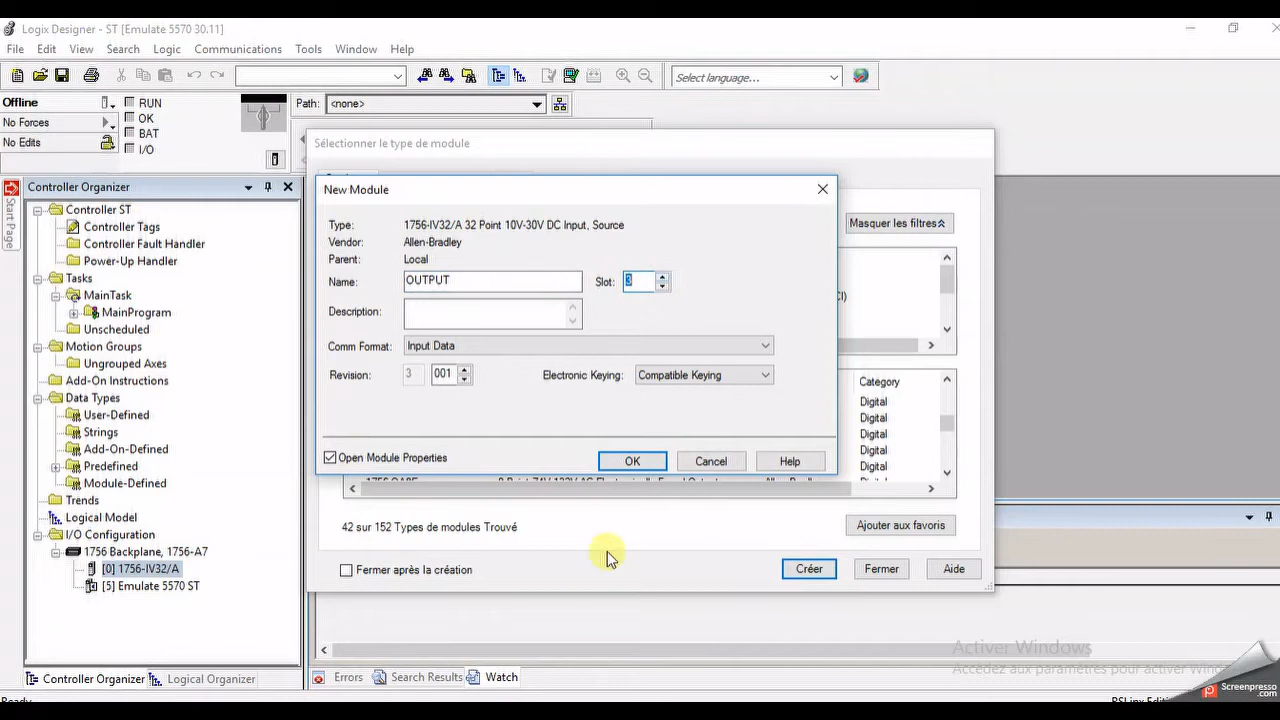 Logix Designer - ST [Emulate 5570 30.11]
File Edit View Search Logic Communications Tools Window Help
Select language...
Offline RUN Path: <none>
No Forces OK
No Edits BAT
I/O
Start Page
Controller Organizer
Controller ST
Controller Tags
Controller Fault Handler
Power-Up Handler
Tasks
MainTask
MainProgram
Unscheduled
Motion Groups
Ungrouped Axes
Add-On Instructions
Data Types
User-Defined
Strings
Add-On-Defined
Predefined
Module-Defined
Trends
Logical Model
I/O Configuration
1756 Backplane, 1756-A7
[0] 1756-IV32/A
[5] Emulate 5570 ST
Controller Organizer Logical Organizer
Sélectionner le type de module
Masquer les filtres
Category
Digital
Digital
Digital
Digital
Digital
New Module
Type: 1756-IV32/A 32 Point 10V-30V DC Input, Source
Vendor: Allen-Bradley
Parent: Local
Name: OUTPUT Slot: 3
Description:
Comm Format: Input Data
Revision: 3 001 Electronic Keying: Compatible Keying
Open Module Properties OK Cancel Help
42 sur 152 Types de modules Trouvé Ajouter aux favoris
Fermer après la création Créer Fermer Aide
Errors Search Results Watch
Activer Windows
Accédez aux paramètres pour activer
Screenpresso
.com